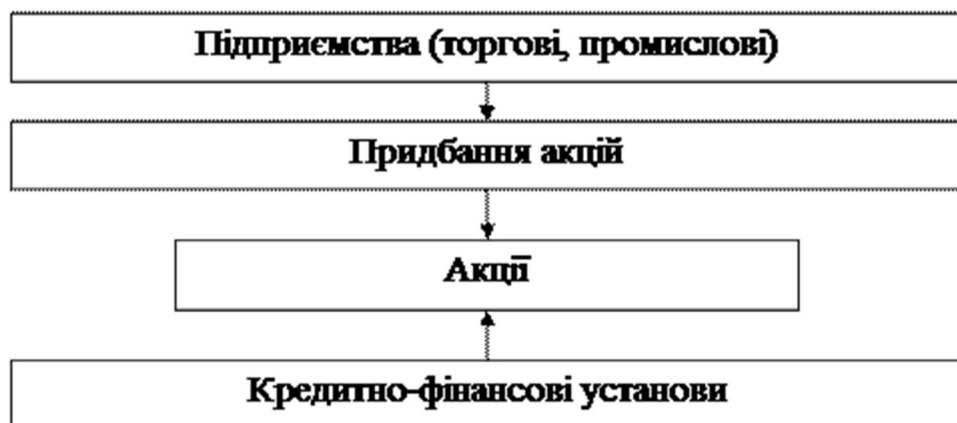 Підприємства (торгові, промислові)
Придбання акцій
Акції
Кредитно-фінансові установи